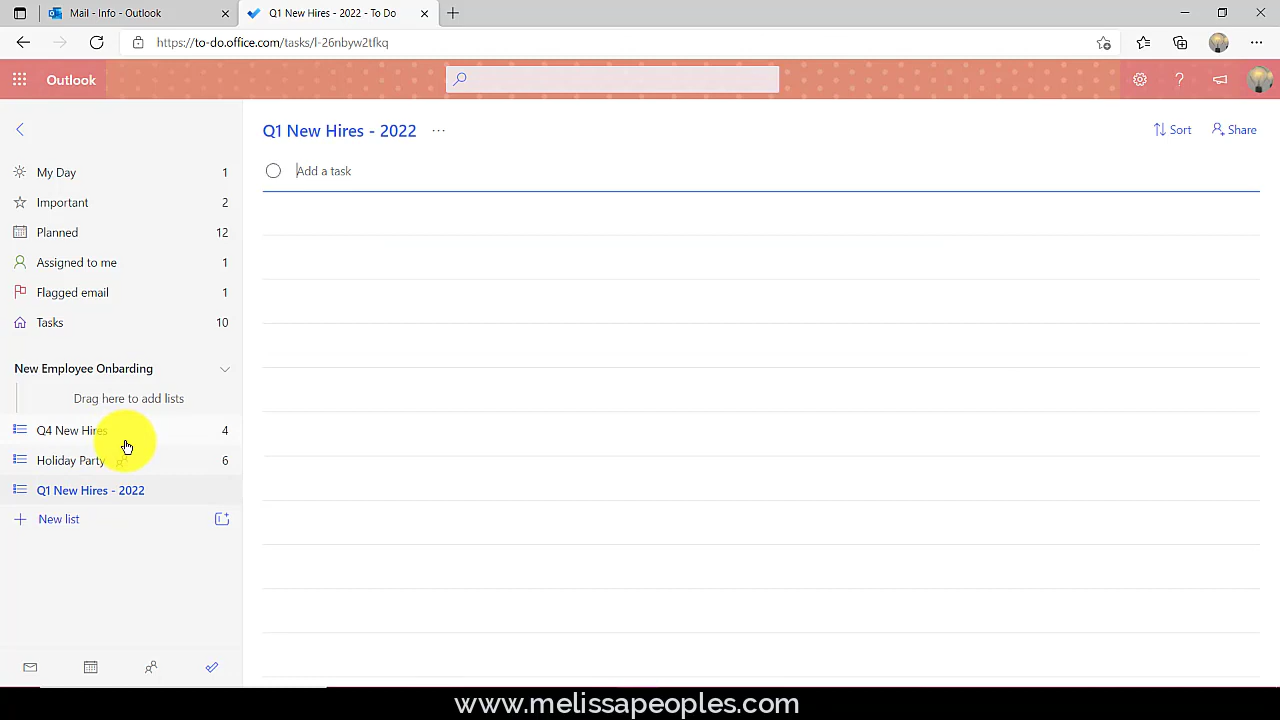 Mail - Info - Outlook
Q1 New Hires - 2022 - To Do
https://to-do.office.com/tasks/l-26nbyw2tfkq
Outlook
Q1 New Hires - 2022 ...
Sort
Share
Add a task
My Day 1
Important 2
Planned 12
Assigned to me 1
Flagged email 1
Tasks 10
New Employee Onbarding
Drag here to add lists
Q4 New Hires 4
Holiday Party 6
Q1 New Hires - 2022
New list
www.melissapeoples.com